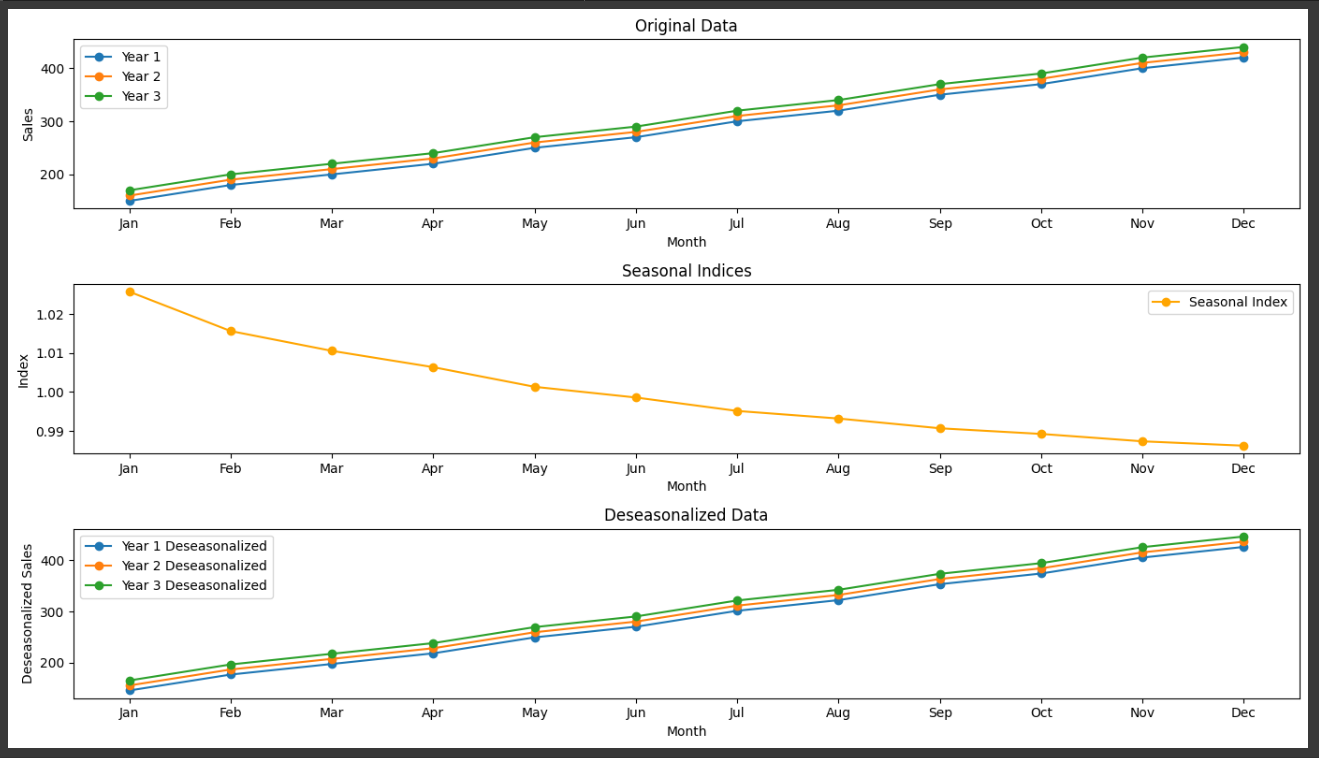 Original Data
Year 1
Year 2
Year 3
400
300
200
Sales
Jan Feb Mar Apr May Jun Jul Aug Sep Oct Nov Dec
Month
Seasonal Indices
Seasonal Index
1.02
1.01
1.00
0.99
Index
Jan Feb Mar Apr May Jun Jul Aug Sep Oct Nov Dec
Month
Deseasonalized Data
Year 1 Deseasonalized
Year 2 Deseasonalized
Year 3 Deseasonalized
400
300
200
Deseasonalized Sales
Jan Feb Mar Apr May Jun Jul Aug Sep Oct Nov Dec
Month